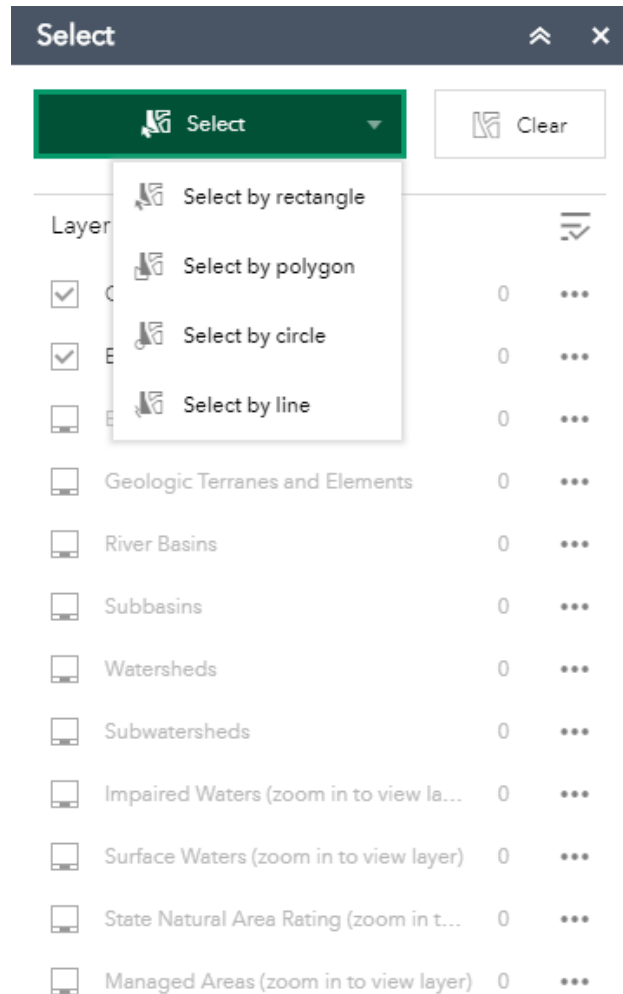 Select
Select
Clear
Select by rectangle
Layer
Select by polygon
0
Select by circle
0
Select by line
0
Geologic Terranes and Elements 0
River Basins 0
Subbasins 0
Watersheds 0
Subwatersheds 0
Impaired Waters (zoom in to view la... 0
Surface Waters (zoom in to view layer) 0
State Natural Area Rating (zoom in t... 0
Managed Areas (zoom in to view layer) 0